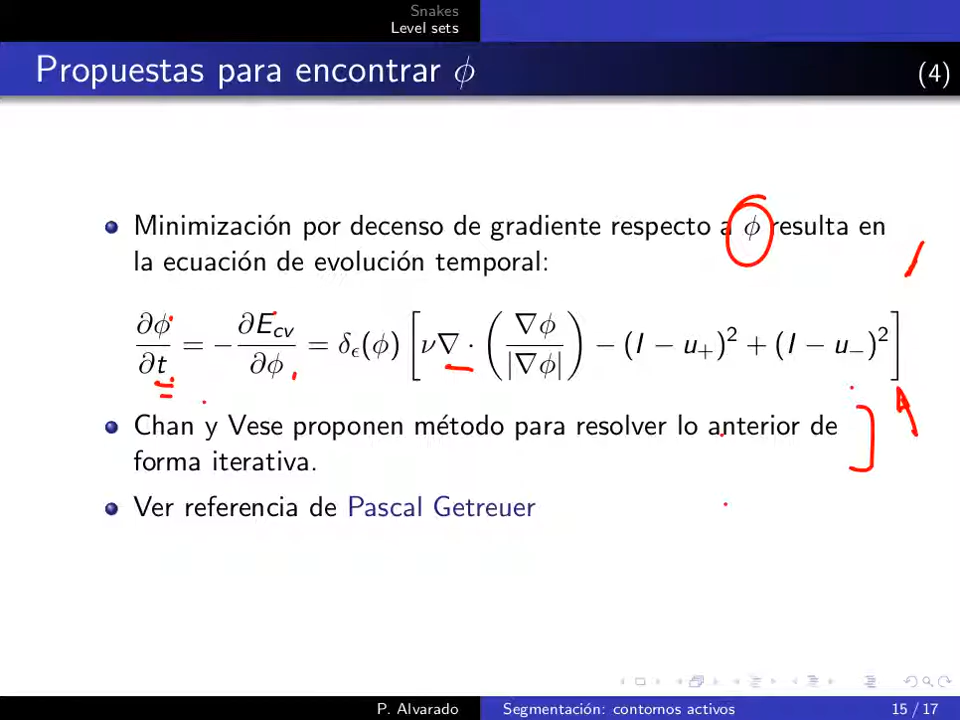 Snakes
Level sets
Propuestas para encontrar ϕ (4)
Minimización por decenso de gradiente respecto a ϕ resulta en
la ecuación de evolución temporal:
∂ϕ/∂t = −∂E_cv/∂ϕ = δ_ϵ(ϕ) [ν∇ · (∇ϕ/|∇ϕ|) − (I − u₊)² + (I − u₋)²]
Chan y Vese proponen método para resolver lo anterior de
forma iterativa.
Ver referencia de Pascal Getreuer
P. Alvarado Segmentación: contornos activos 15 / 17